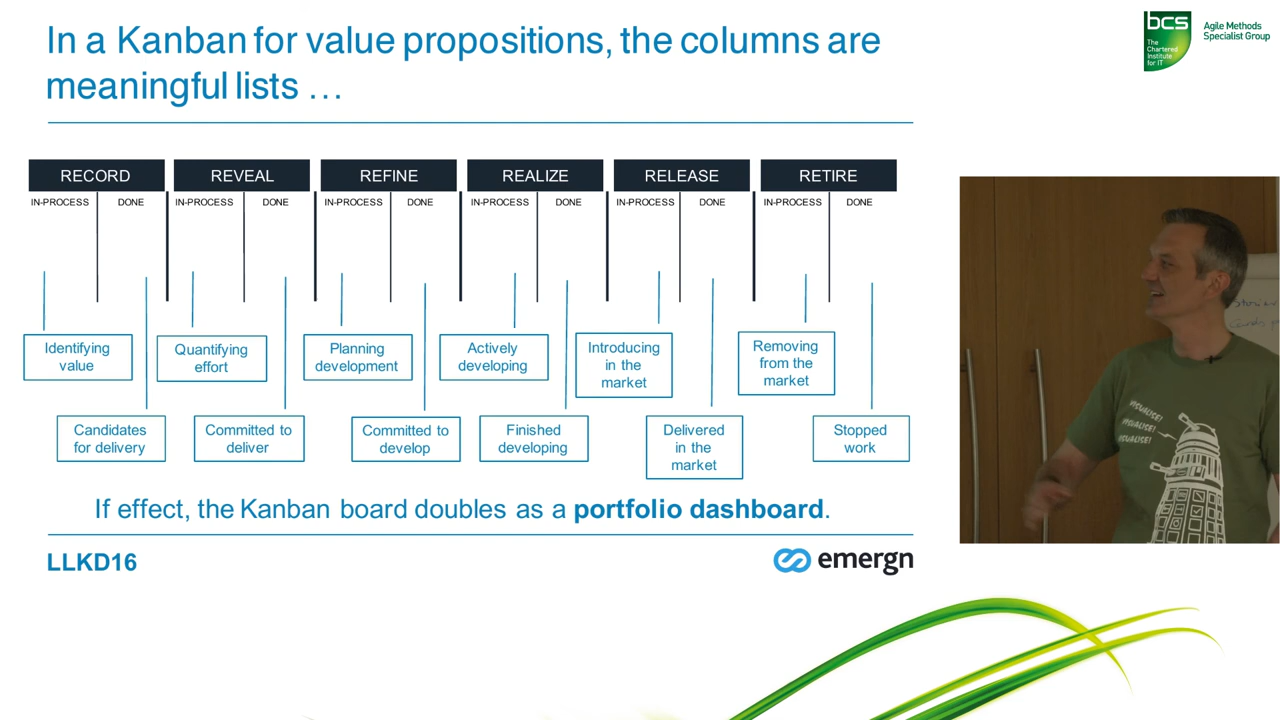 In a Kanban for value propositions, the columns are
meaningful lists …
bcs
The
Chartered
Institute
for IT
Agile Methods
Specialist Group
RECORD
REVEAL
REFINE
REALIZE
RELEASE
RETIRE
IN-PROCESS
DONE
IN-PROCESS
DONE
IN-PROCESS
DONE
IN-PROCESS
DONE
IN-PROCESS
DONE
IN-PROCESS
DONE
Identifying
value
Quantifying
effort
Planning
development
Actively
developing
Introducing
in the
market
Removing
from the
market
Candidates
for delivery
Committed to
deliver
Committed to
develop
Finished
developing
Delivered
in the
market
Stopped
work
If effect, the Kanban board doubles as a portfolio dashboard.
LLKD16
emergn
VISUALISE!
VISUALISE!
VISUALISE!